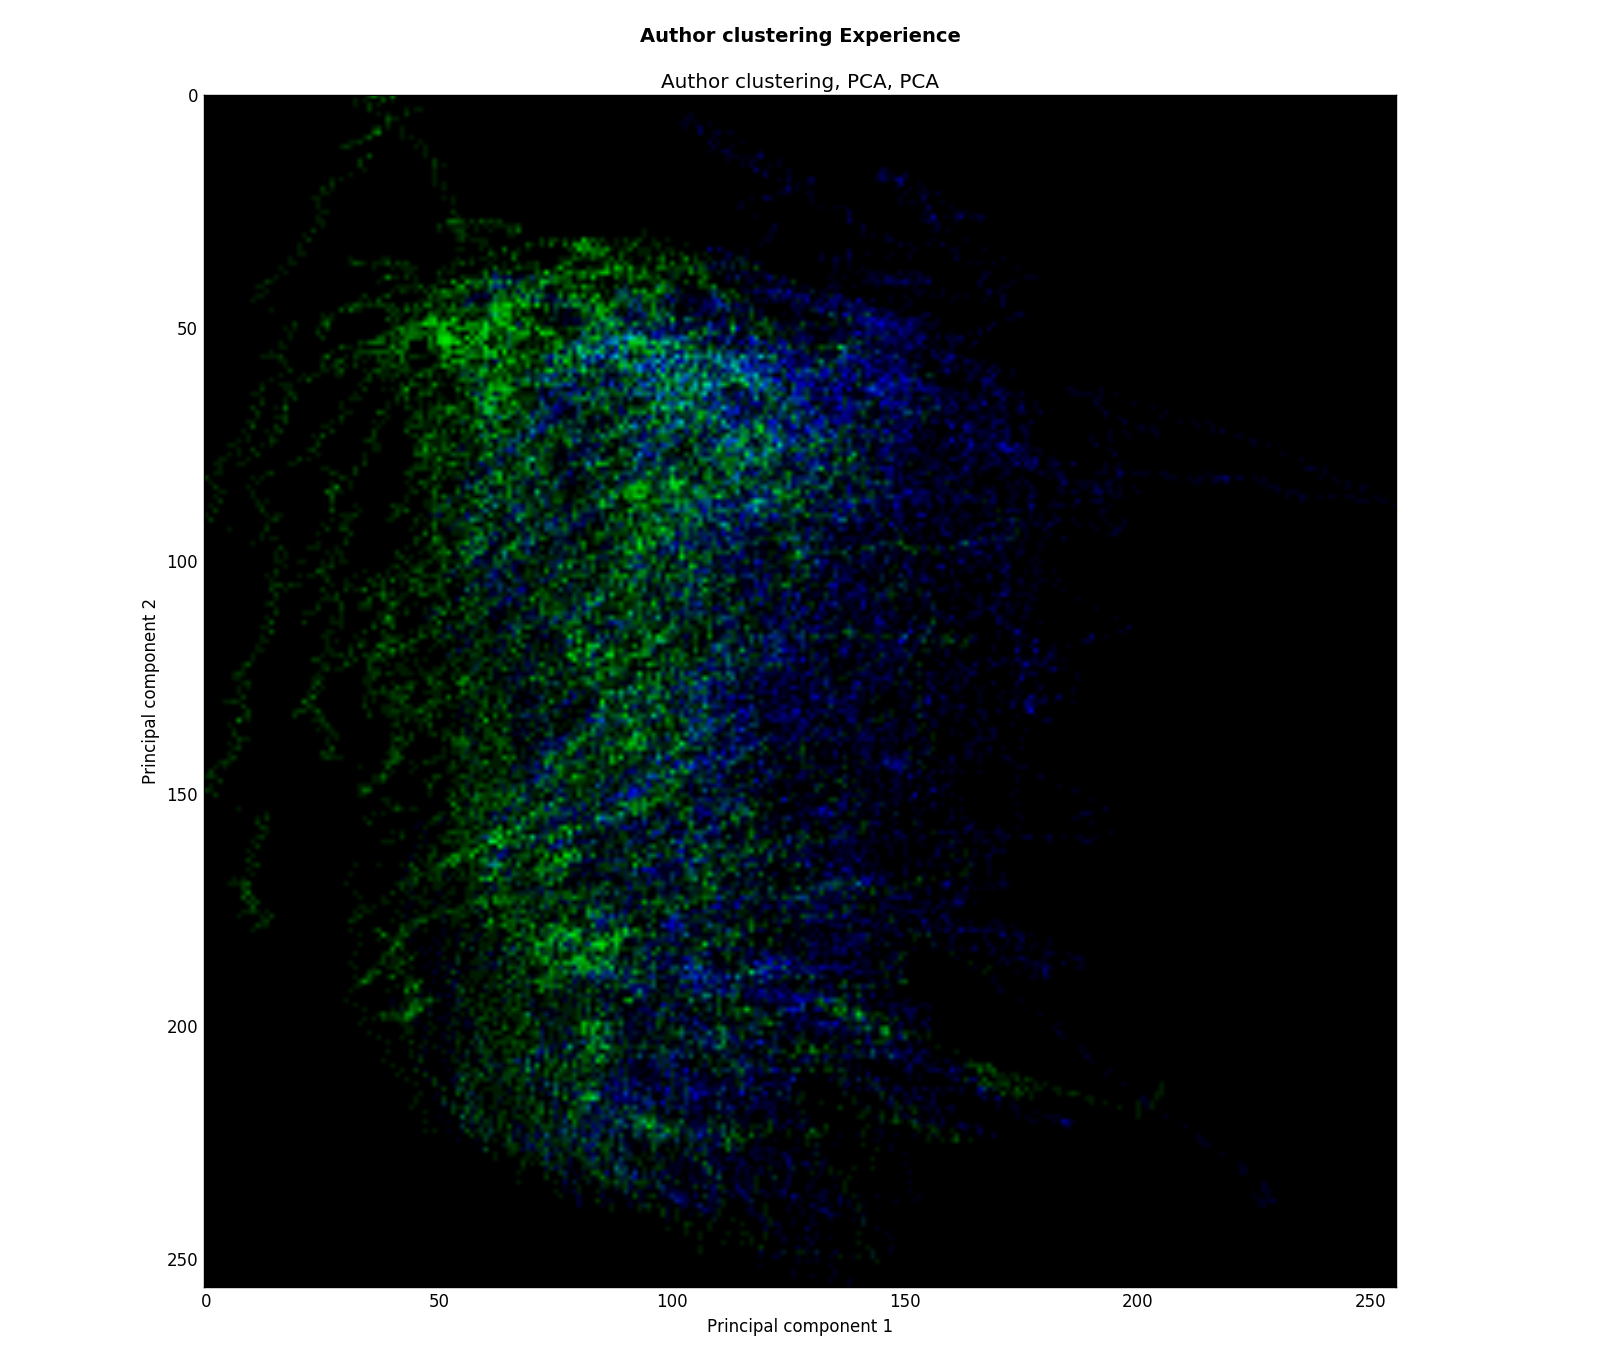 Author clustering Experience
Author clustering, PCA, PCA
0
50
100
150
200
250
Principal component 2
0 50 100 150 200 250
Principal component 1